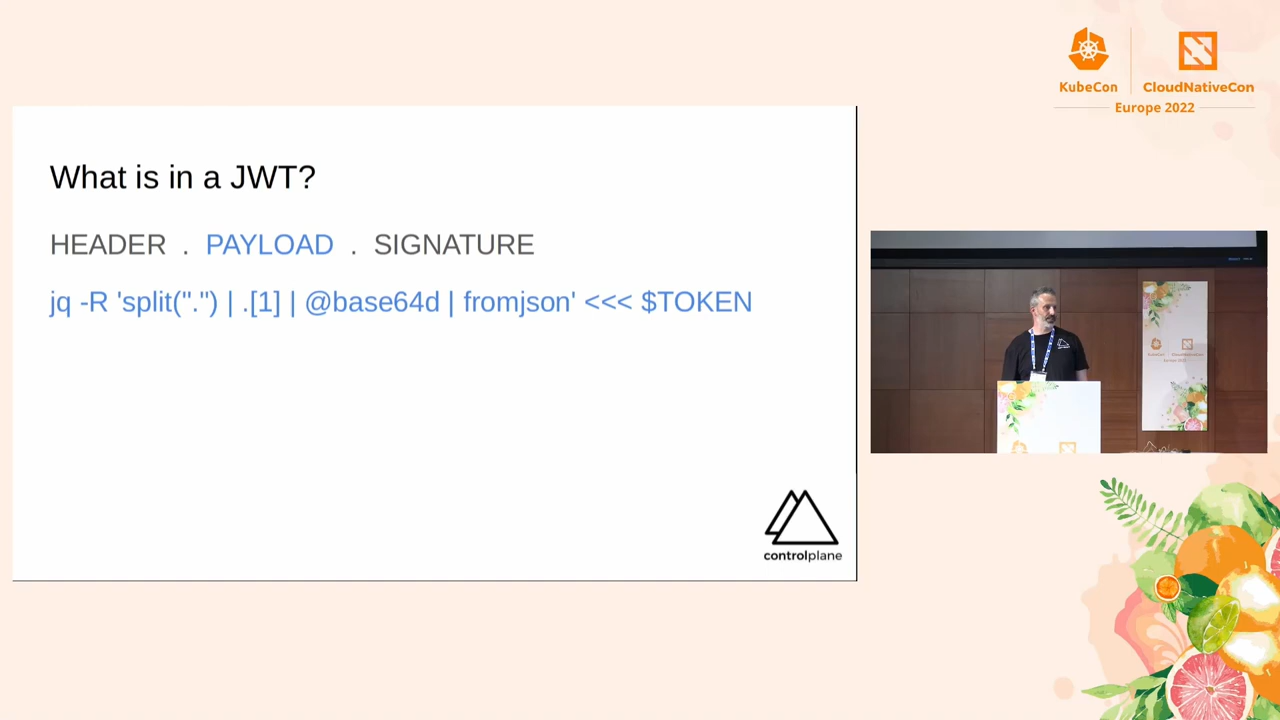 KubeCon
CloudNativeCon
Europe 2022
What is in a JWT?
HEADER . PAYLOAD . SIGNATURE
jq -R 'split(".") | .[1] | @base64d | fromjson' <<< $TOKEN
controlplane